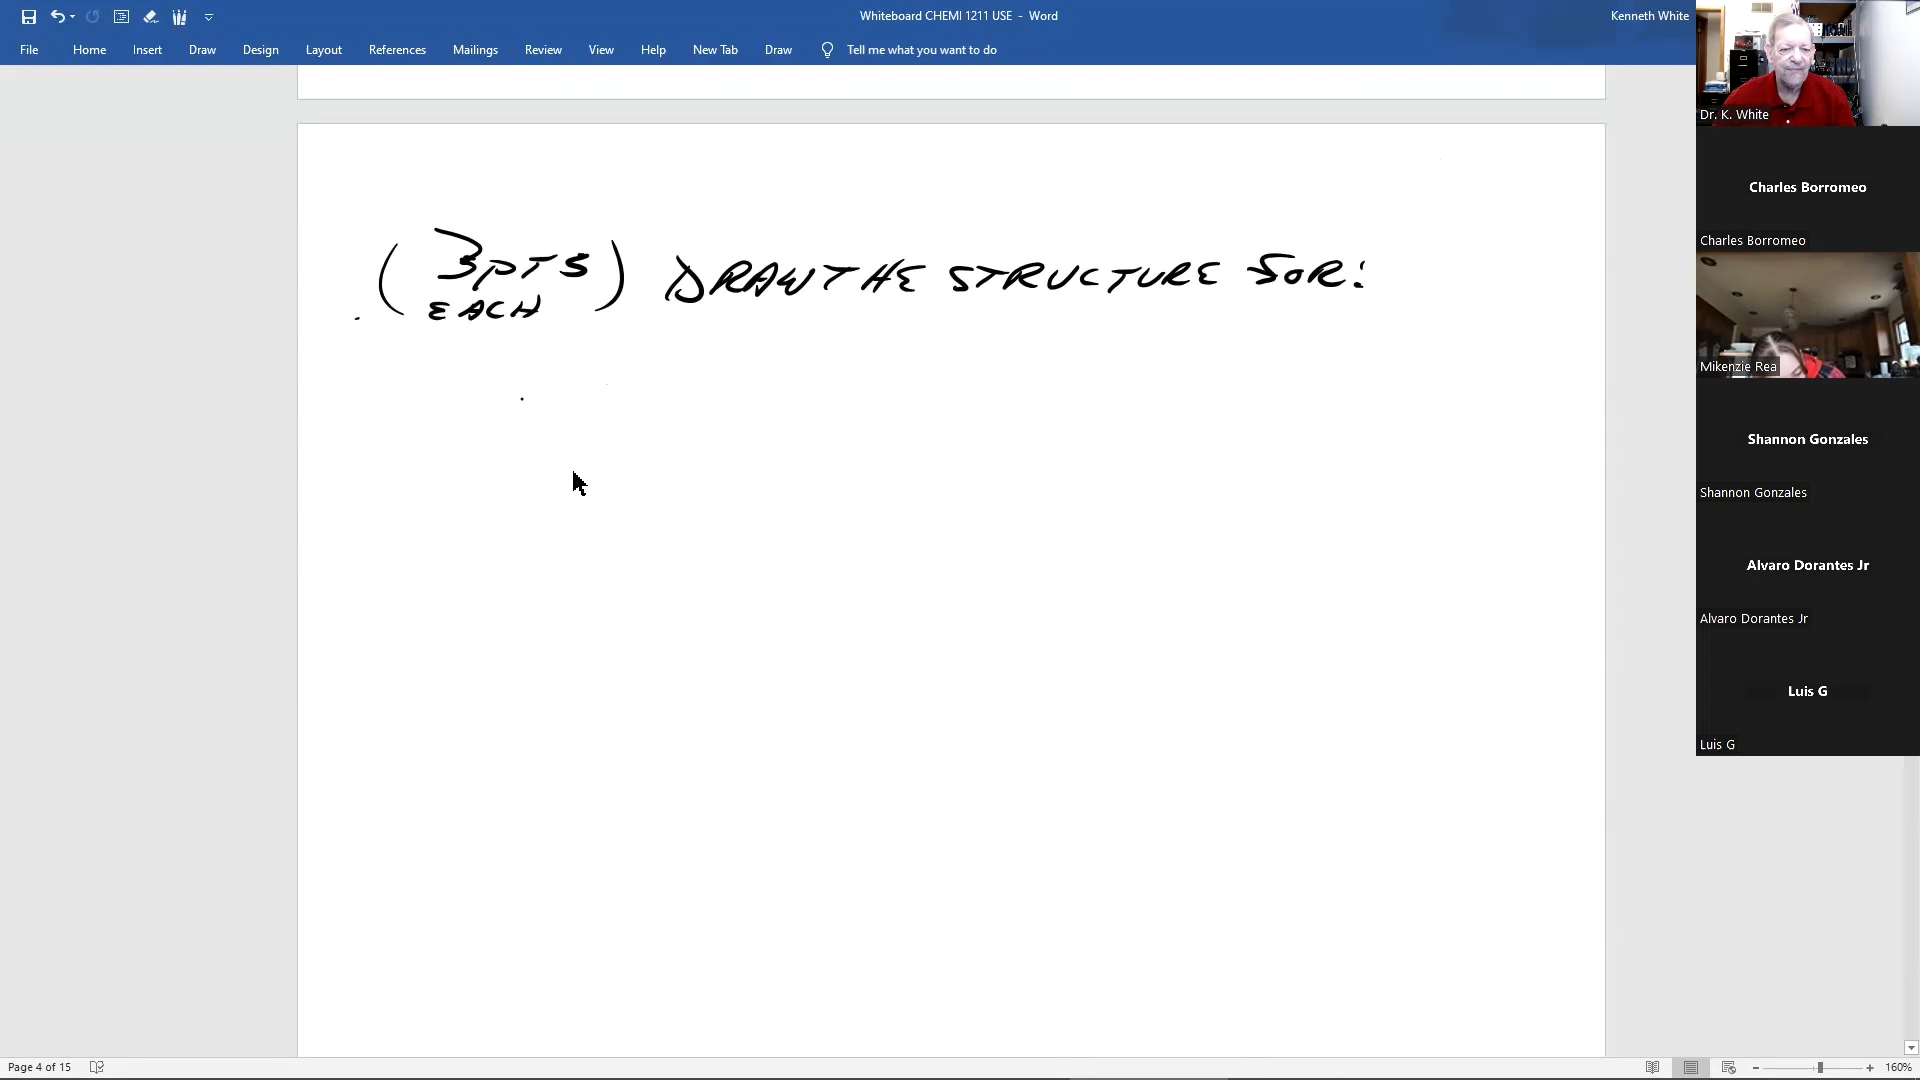 Whiteboard CHEMI 1211 USE - Word
Kenneth White
File Home Insert Draw Design Layout References Mailings Review View Help New Tab Draw Tell me what you want to do
Dr. K. White
Charles Borromeo
Charles Borromeo
(3PTS EACH) DRAW THE STRUCTURE FOR:
Mikenzie Rea
Shannon Gonzales
Shannon Gonzales
Alvaro Dorantes Jr
Alvaro Dorantes Jr
Luis G
Luis G
Page 4 of 15
160%